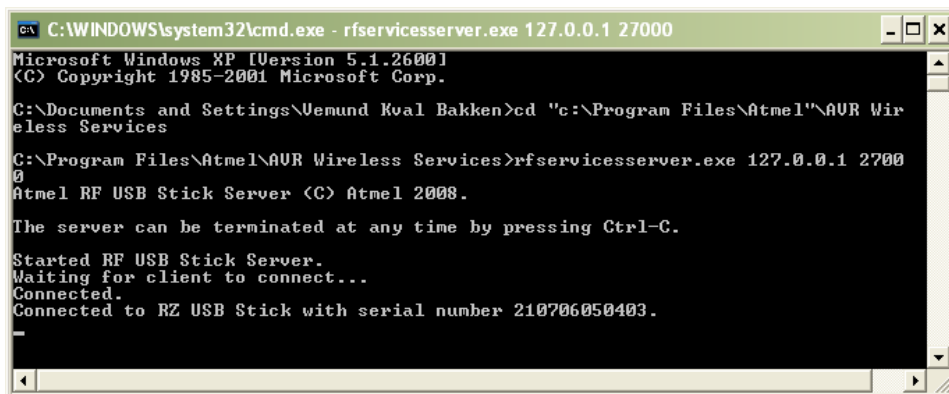 C:\WINDOWS\system32\cmd.exe - rfservicesserver.exe 127.0.0.1 27000
Microsoft Windows XP [Version 5.1.2600]
(C) Copyright 1985-2001 Microsoft Corp.
C:\Documents and Settings\Vemund Kval Bakken>cd "c:\Program Files\Atmel"\AVR Wir
eless Services
C:\Program Files\Atmel\AVR Wireless Services>rfservicesserver.exe 127.0.0.1 2700
0
Atmel RF USB Stick Server (C) Atmel 2008.
The server can be terminated at any time by pressing Ctrl-C.
Started RF USB Stick Server.
Waiting for client to connect...
Connected.
Connected to RZ USB Stick with serial number 210706050403.